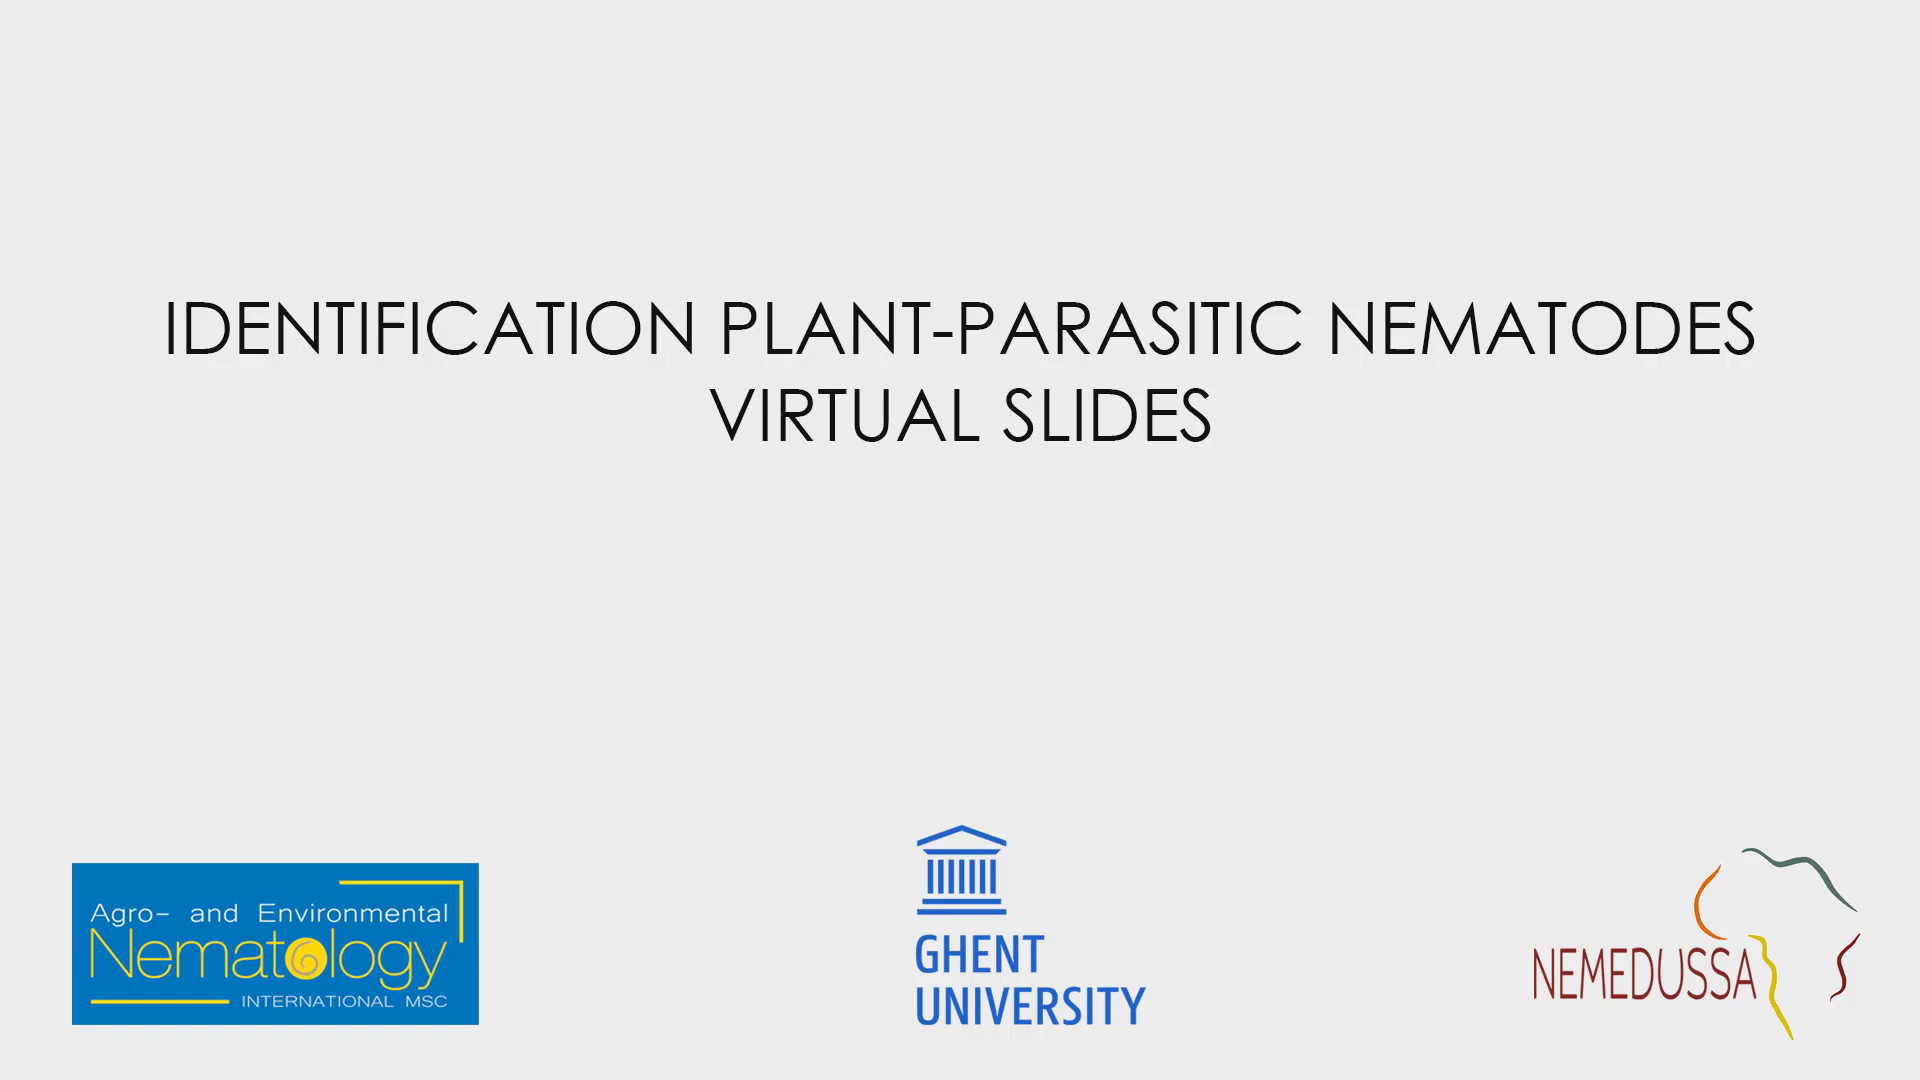 IDENTIFICATION PLANT-PARASITIC NEMATODES
VIRTUAL SLIDES
Agro- and Environmental
Nematology
INTERNATIONAL MSC
GHENT
UNIVERSITY
NEMEDUSSA